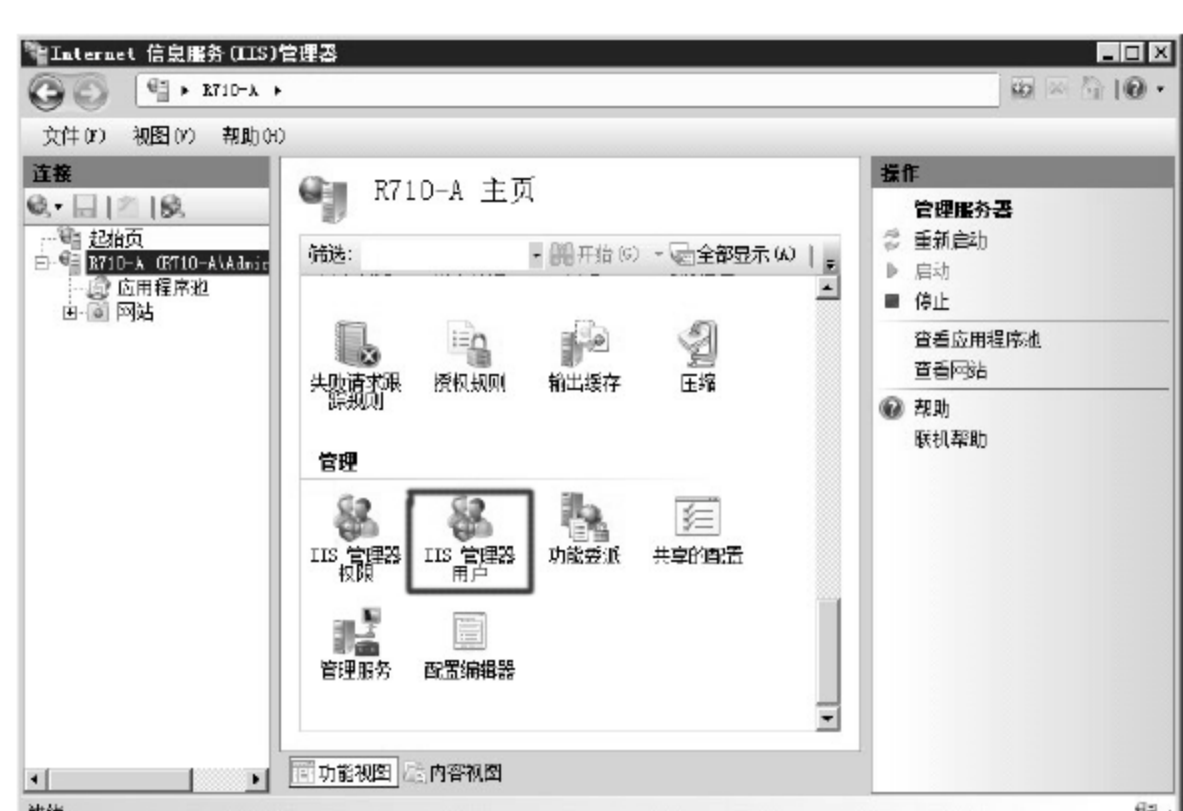 Internet 信息服务(IIS)管理器
R710-A
文件(F) 视图(V) 帮助(H)
连接
起始页
R710-A (R710-A\Admin
应用程序池
网站
R710-A 主页
筛选: 开始(G) 全部显示(A)
失败请求跟
踪规则
授权规则
输出缓存
压缩
管理
IIS 管理器
权限
IIS 管理器
用户
功能委派
共享的配置
管理服务
配置编辑器
功能视图 内容视图
操作
管理服务器
重新启动
启动
停止
查看应用程序池
查看网站
帮助
联机帮助